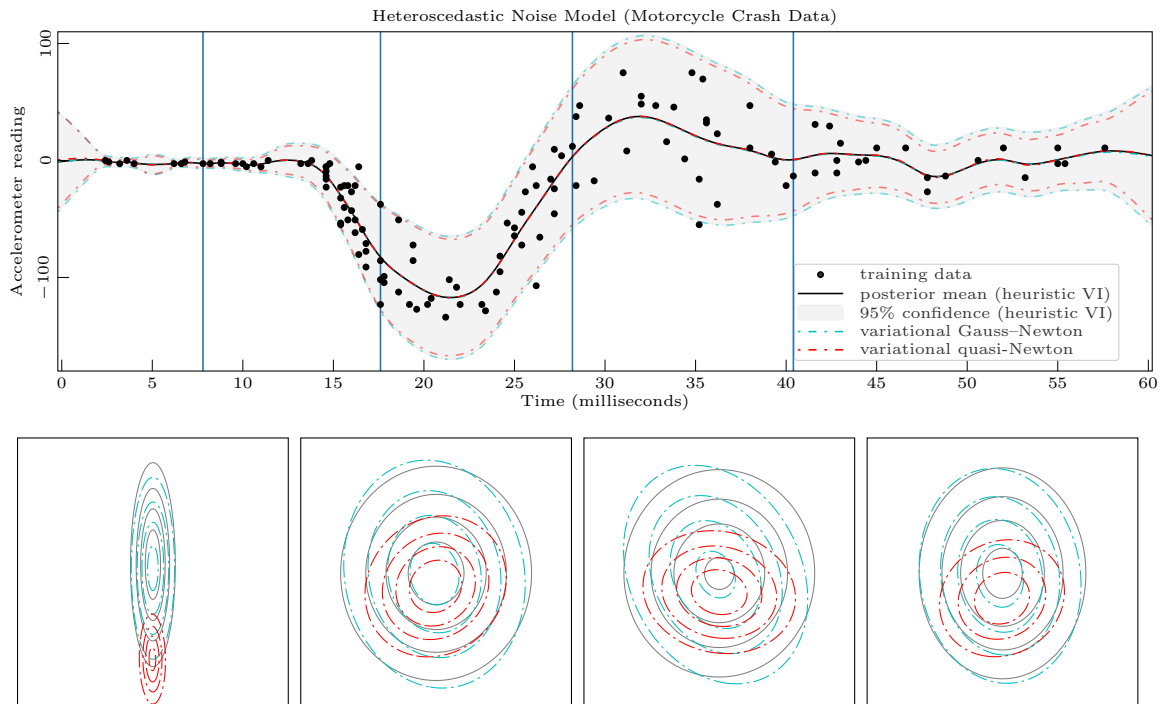 Heteroscedastic Noise Model (Motorcycle Crash Data)
Accelerometer reading
100
0
−100
0
5
10
15
20
25
30
35
40
45
50
55
60
Time (milliseconds)
training data
posterior mean (heuristic VI)
95% confidence (heuristic VI)
variational Gauss–Newton
variational quasi-Newton